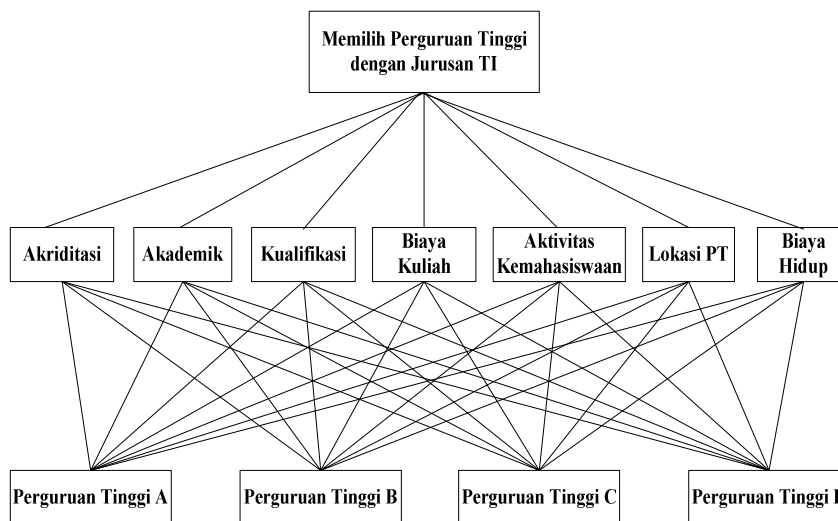 Memilih Perguruan Tinggi
dengan Jurusan TI
Akriditasi
Akademik
Kualifikasi
Biaya
Kuliah
Aktivitas
Kemahasiswaan
Lokasi PT
Biaya
Hidup
Perguruan Tinggi A
Perguruan Tinggi B
Perguruan Tinggi C
Perguruan Tinggi